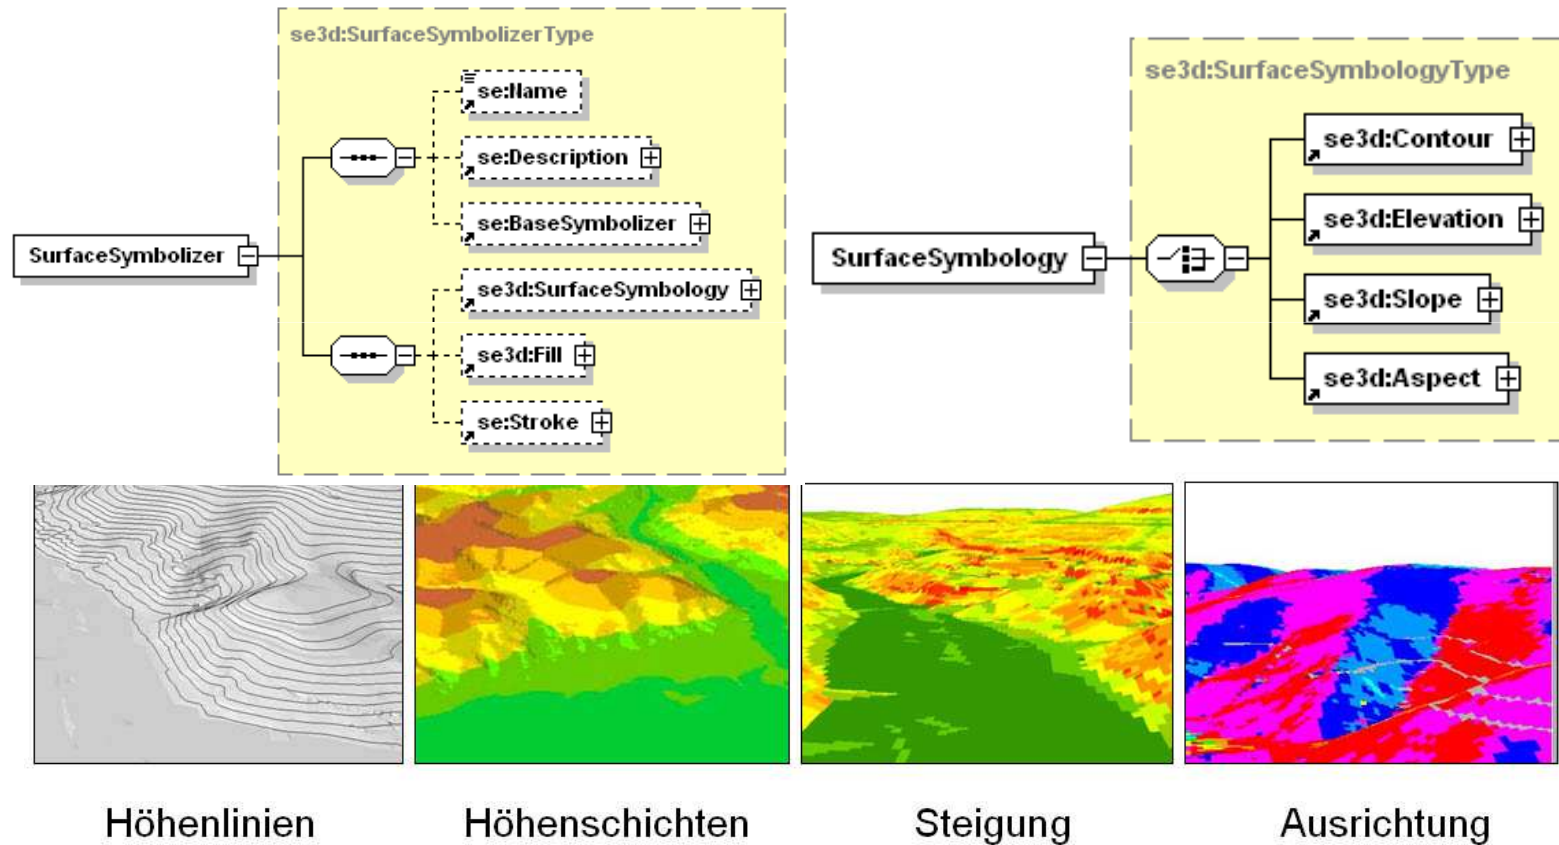 se3d:SurfaceSymbolizerType
se:Name
se:Description
se:BaseSymbolizer
SurfaceSymbolizer
se3d:SurfaceSymbology
se3d:Fill
se:Stroke
se3d:SurfaceSymbologyType
se3d:Contour
se3d:Elevation
SurfaceSymbology
se3d:Slope
se3d:Aspect
Höhenlinien
Höhenschichten
Steigung
Ausrichtung